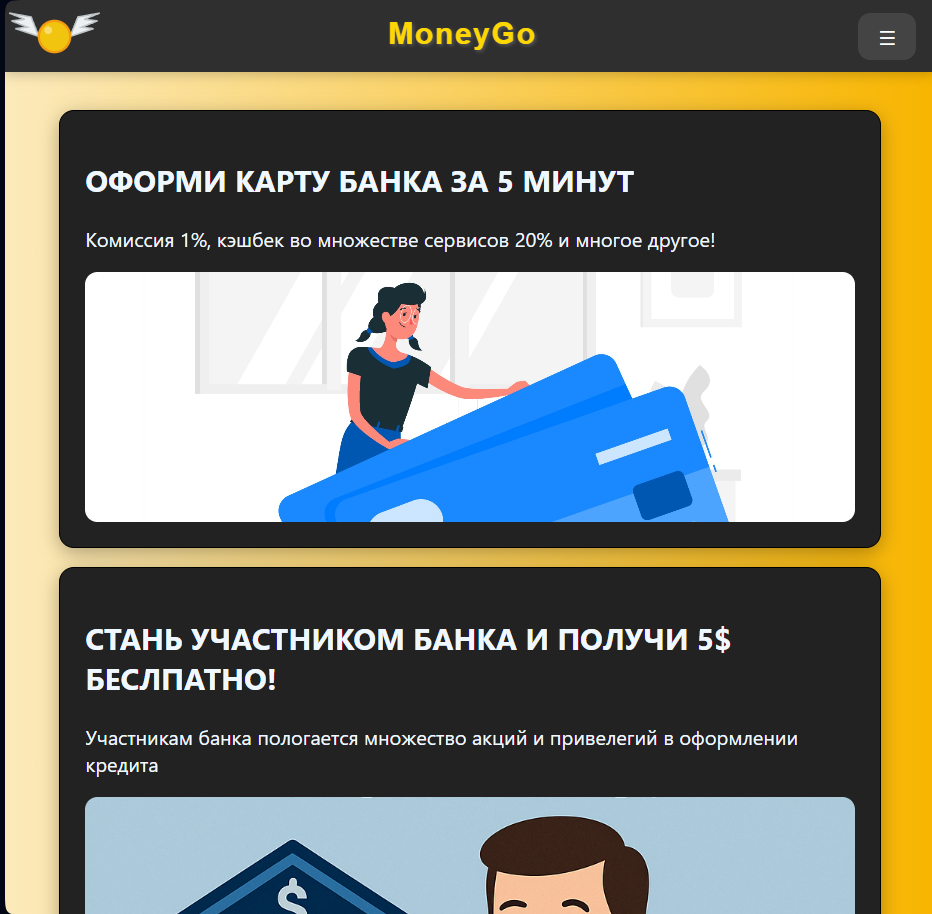 MoneyGo
☰
ОФОРМИ КАРТУ БАНКА ЗА 5 МИНУТ
Комиссия 1%, кэшбек во множестве сервисов 20% и многое другое!
СТАНЬ УЧАСТНИКОМ БАНКА И ПОЛУЧИ 5$
БЕСЛПАТНО!
Участникам банка пологается множество акций и привелегий в оформлении
кредита
$